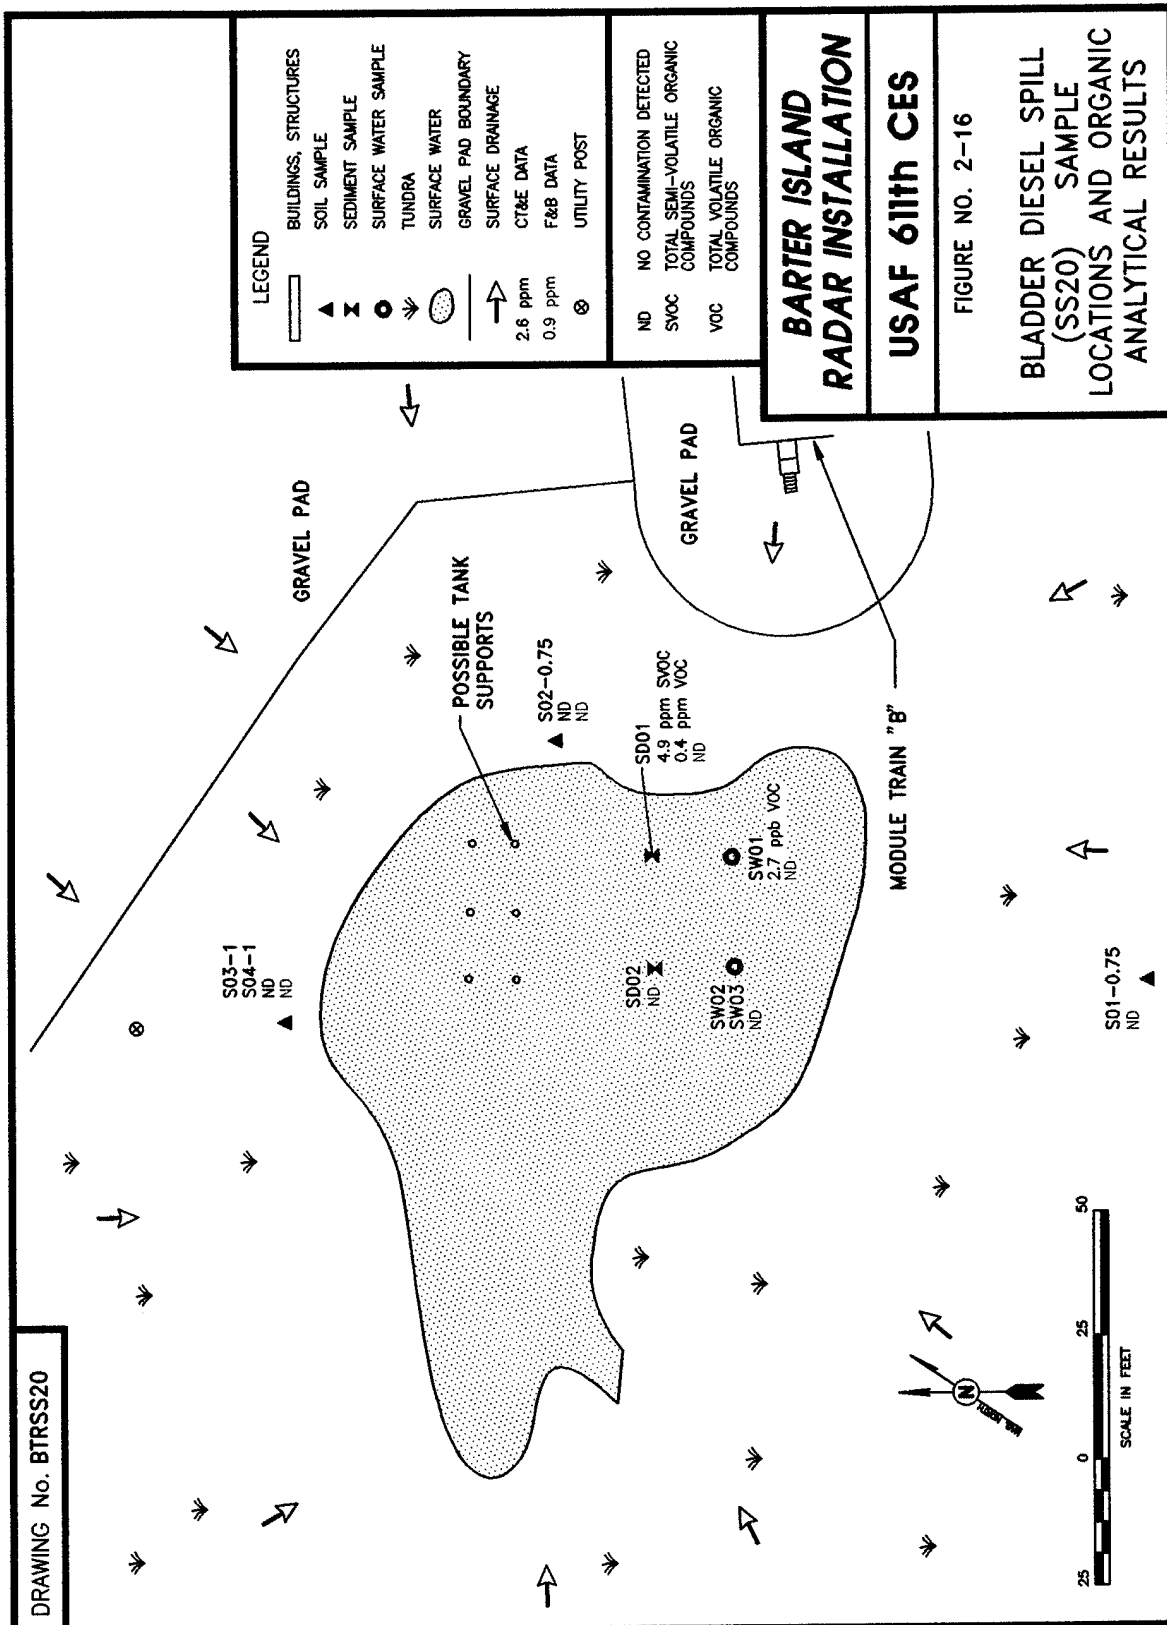 DRAWING No. BTRSS20
LEGEND
BUILDINGS, STRUCTURES
SOIL SAMPLE
SEDIMENT SAMPLE
SURFACE WATER SAMPLE
TUNDRA
SURFACE WATER
GRAVEL PAD BOUNDARY
SURFACE DRAINAGE
2.6 ppm CT&E DATA
0.9 ppm F&B DATA
UTILITY POST
ND NO CONTAMINATION DETECTED
SVOC TOTAL SEMI-VOLATILE ORGANIC
COMPOUNDS
VOC TOTAL VOLATILE ORGANIC
COMPOUNDS
BARTER ISLAND
RADAR INSTALLATION
USAF 611th CES
FIGURE NO. 2-16
BLADDER DIESEL SPILL
(SS20) SAMPLE
LOCATIONS AND ORGANIC
ANALYTICAL RESULTS
GRAVEL PAD
S03-1
S04-1
ND
ND
POSSIBLE TANK
SUPPORTS
S02-0.75
ND
ND
SD01
4.9 ppm SVOC
0.4 ppm VOC
ND
GRAVEL PAD
SD02
ND
SW02
SW03
ND
SW01
2.7 ppb VOC
ND
MODULE TRAIN "B"
S01-0.75
ND
N
MAG. NORTH
25 0 25 50
SCALE IN FEET